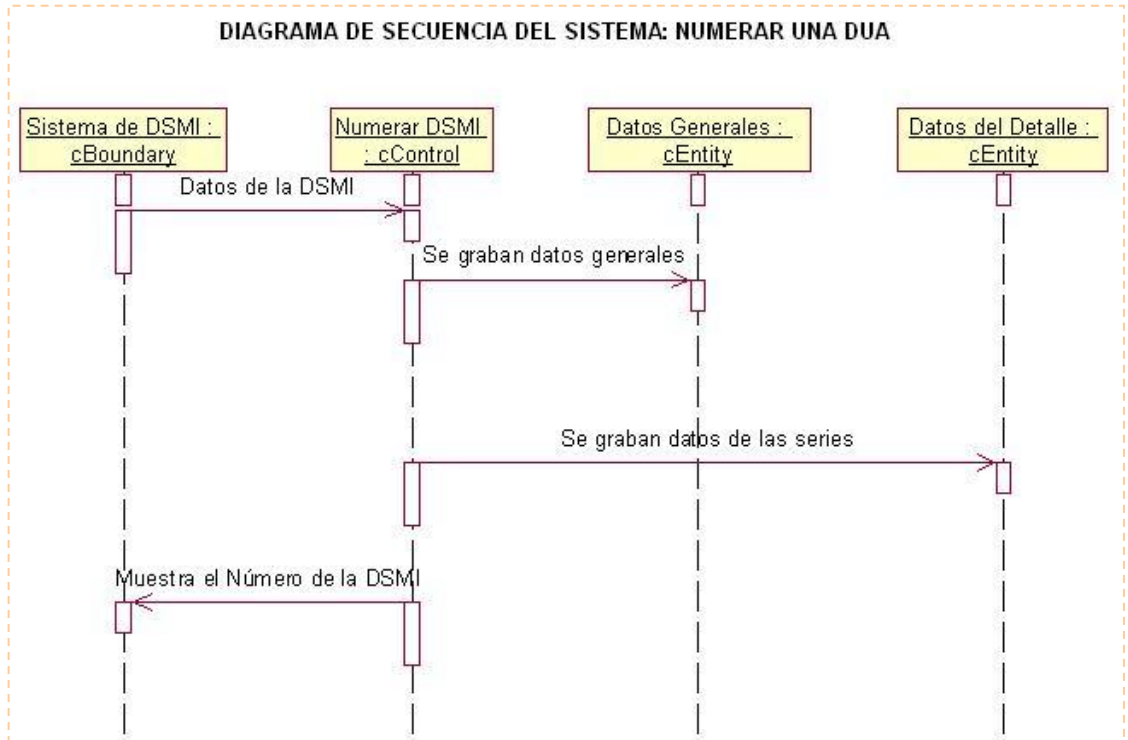 DIAGRAMA DE SECUENCIA DEL SISTEMA: NUMERAR UNA DUA
Sistema de DSMI :
cBoundary
Numerar DSMI
: cControl
Datos Generales :
cEntity
Datos del Detalle :
cEntity
Datos de la DSMI
Se graban datos generales
Se graban datos de las series
Muestra el Número de la DSMI